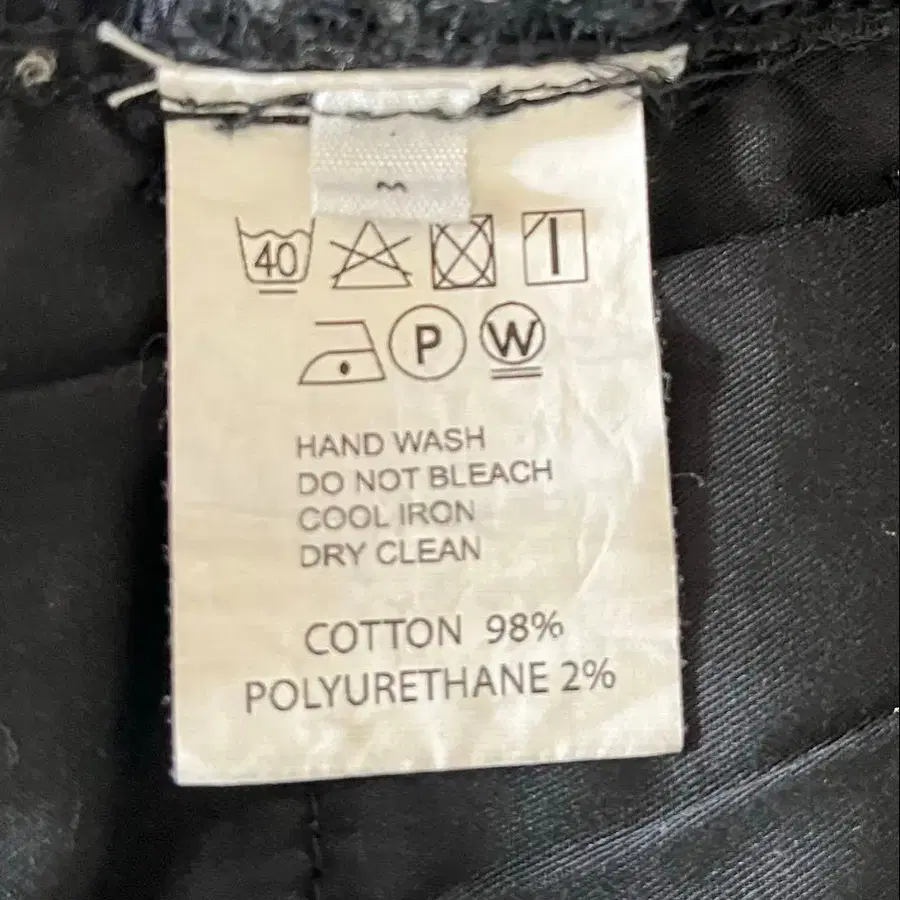 M
40
P W
HAND WASH
DO NOT BLEACH
COOL IRON
DRY CLEAN
COTTON 98%
POLYURETHANE 2%